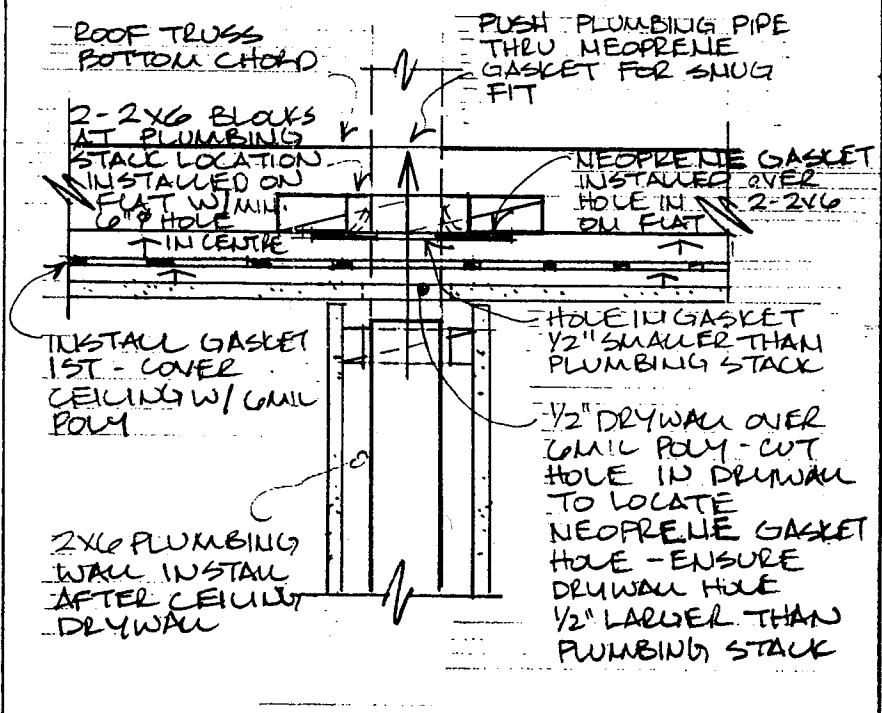 ROOF TRUSS
BOTTOM CHORD
PUSH PLUMBING PIPE
THRU NEOPRENE
GASKET FOR SNUG
FIT
2-2X6 BLOCKS
AT PLUMBING
STACK LOCATION
INSTALLED ON
FLAT W/MIN.
6"φ HOLE
IN CENTRE
NEOPRENE GASKET
INSTALLED OVER
HOLE IN 2-2X6
ON FLAT
INSTALL GASKET
1ST - COVER
CEILING W/ 6MIL
POLY
HOLE IN GASKET
1/2" SMALLER THAN
PLUMBING STACK
1/2" DRYWALL OVER
6MIL POLY - CUT
HOLE IN DRYWALL
TO LOCATE
NEOPRENE GASKET
HOLE - ENSURE
DRYWALL HOLE
1/2" LARGER THAN
PLUMBING STACK
2X6 PLUMBING
WALL INSTALL
AFTER CEILING
DRYWALL